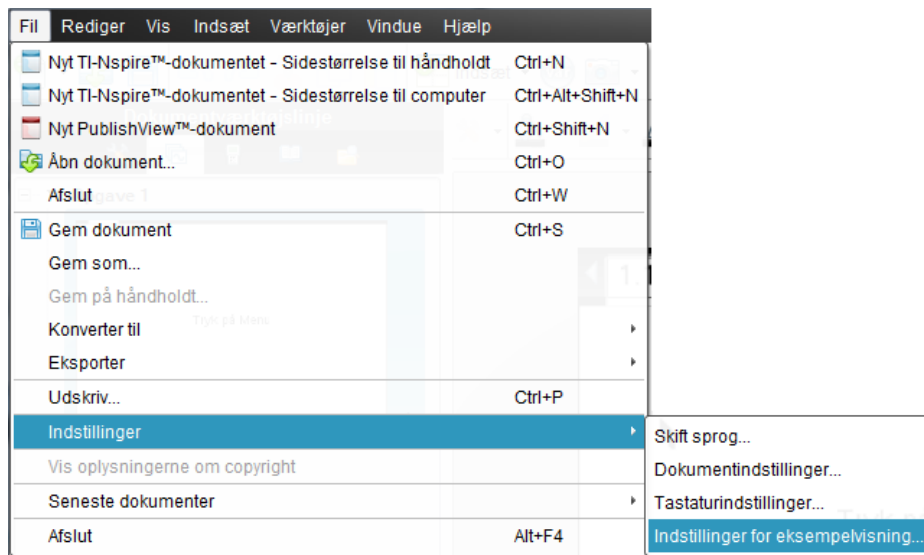 Fil Rediger Vis Indsæt Værktøjer Vindue Hjælp
Nyt TI-Nspire™-dokumentet - Sidestørrelse til håndholdt Ctrl+N
Nyt TI-Nspire™-dokumentet - Sidestørrelse til computer Ctrl+Alt+Shift+N
Nyt PublishView™-dokument Ctrl+Shift+N
Åbn dokument... Ctrl+O
Afslut Ctrl+W
Gem dokument Ctrl+S
Gem som...
Gem på håndholdt...
Tryk på Menu
Konverter til
Eksporter
Udskriv... Ctrl+P
Indstillinger
Skift sprog...
Vis oplysningerne om copyright
Dokumentindstillinger...
Seneste dokumenter
Tastaturindstillinger...
Afslut Alt+F4
Indstillinger for eksempelvisning...